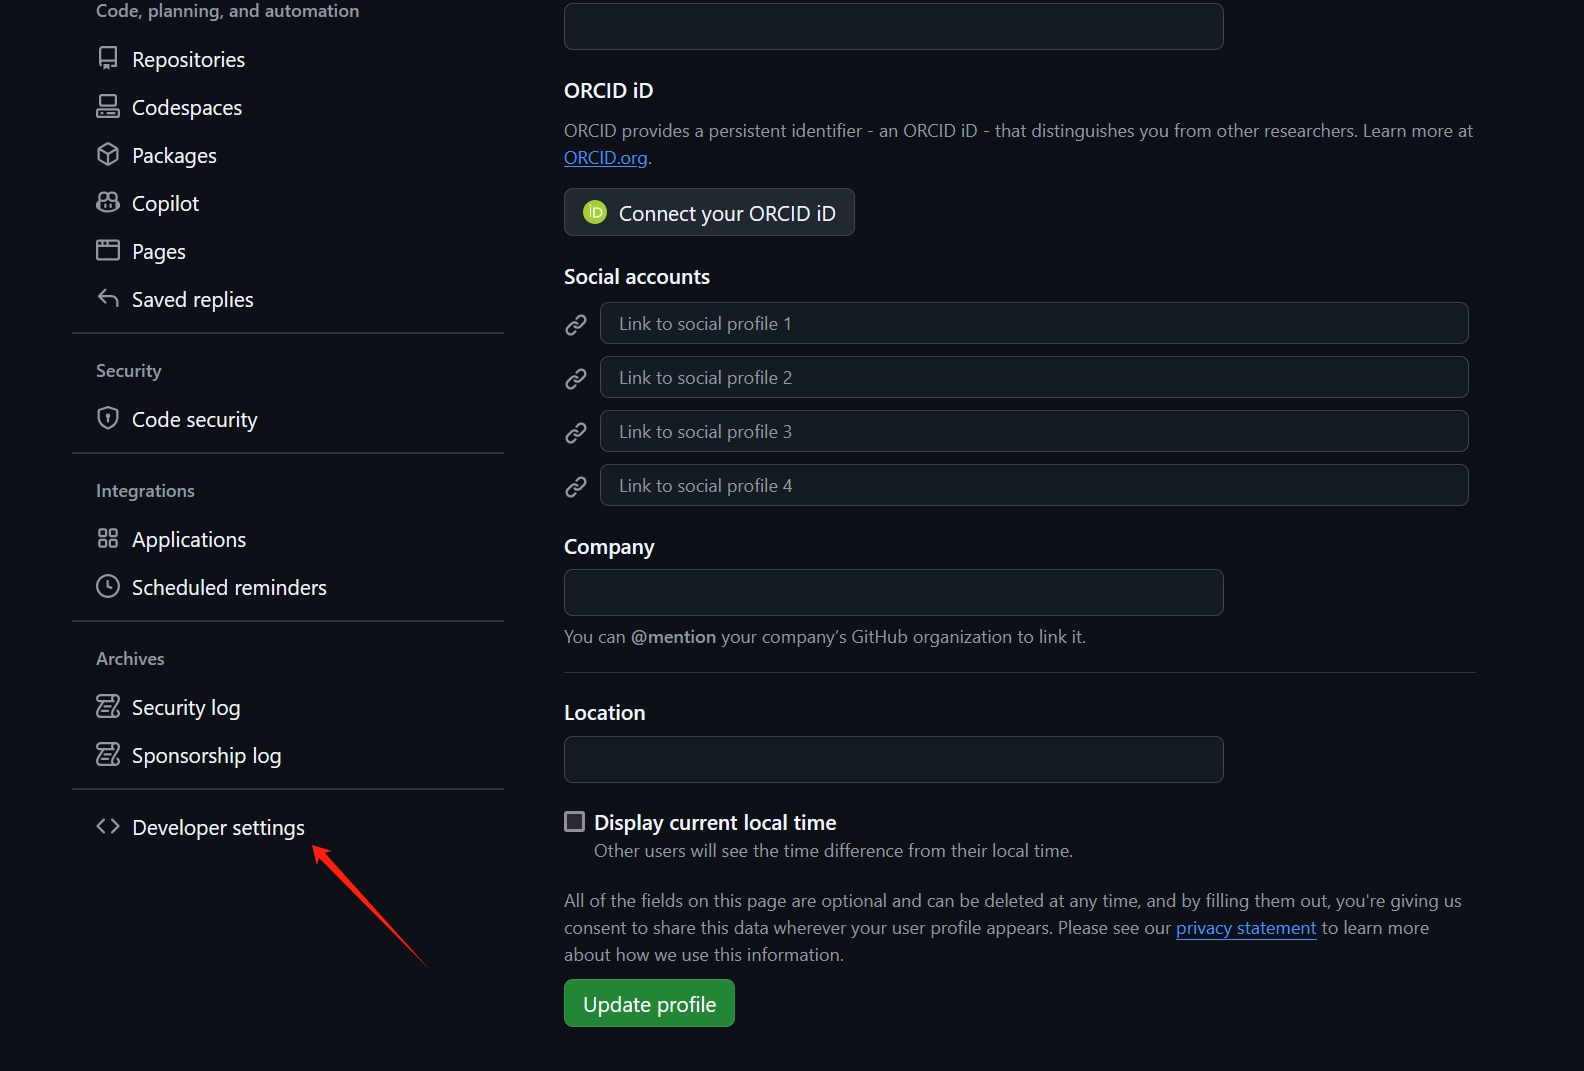 Code, planning, and automation
Repositories
Codespaces
Packages
Copilot
Pages
Saved replies
Security
Code security
Integrations
Applications
Scheduled reminders
Archives
Security log
Sponsorship log
Developer settings
ORCID iD
ORCID provides a persistent identifier - an ORCID iD - that distinguishes you from other researchers. Learn more at
ORCID.org.
iD Connect your ORCID iD
Social accounts
Link to social profile 1
Link to social profile 2
Link to social profile 3
Link to social profile 4
Company
You can @mention your company’s GitHub organization to link it.
Location
Display current local time
Other users will see the time difference from their local time.
All of the fields on this page are optional and can be deleted at any time, and by filling them out, you're giving us
consent to share this data wherever your user profile appears. Please see our privacy statement to learn more
about how we use this information.
Update profile